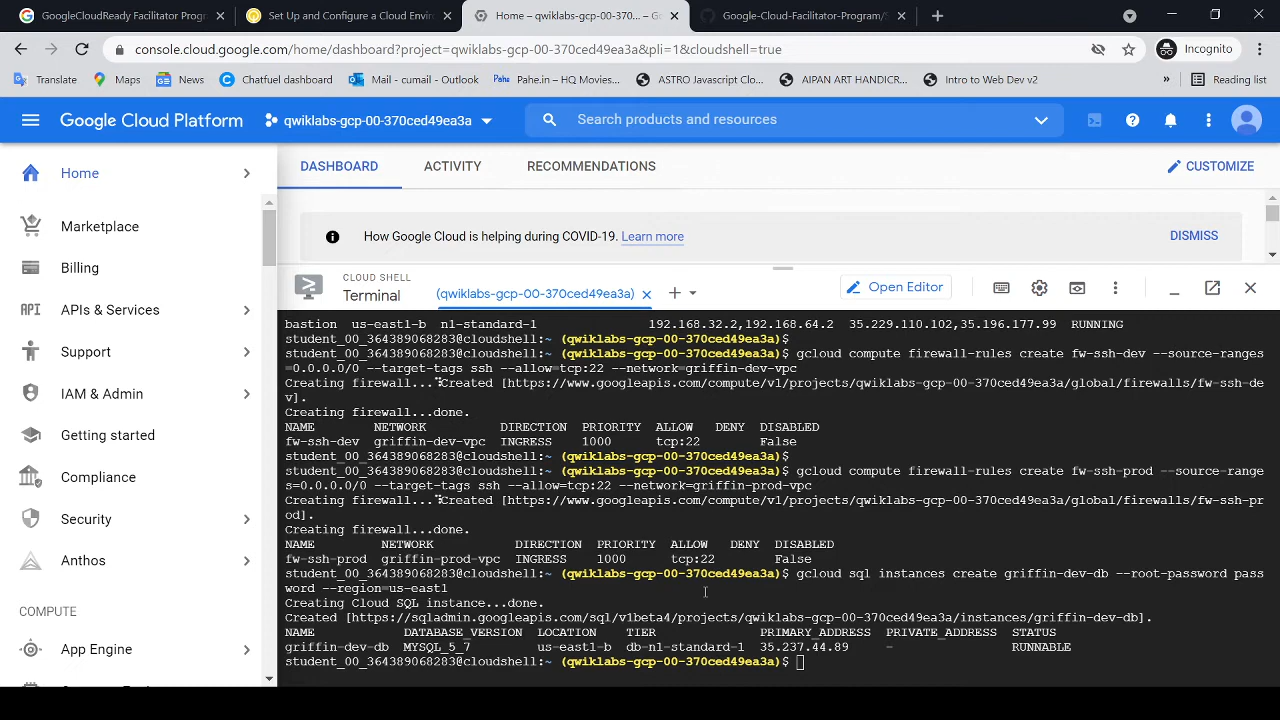 GoogleCloudReady Facilitator Progr
Set Up and Configure a Cloud Envir
Home – qwiklabs-gcp-00-370... – Go
Google-Cloud-Facilitator-Program/S
console.cloud.google.com/home/dashboard?project=qwiklabs-gcp-00-370ced49ea3a&pli=1&cloudshell=true
Incognito
Translate
Maps
News
Chatfuel dashboard
Mail - cumail - Outlook
Pahe.in – HQ Movies...
ASTRO Javascript Clo...
AIPAN ART HANDICR...
Intro to Web Dev v2
»
Reading list
Google Cloud Platform
qwiklabs-gcp-00-370ced49ea3a
Search products and resources
Home
Marketplace
Billing
API APIs & Services
Support
IAM & Admin
Getting started
Compliance
Security
Anthos
COMPUTE
App Engine
DASHBOARD
ACTIVITY
RECOMMENDATIONS
CUSTOMIZE
How Google Cloud is helping during COVID-19. Learn more
DISMISS
CLOUD SHELL
Terminal
(qwiklabs-gcp-00-370ced49ea3a)
Open Editor
bastion us-east1-b n1-standard-1 192.168.32.2,192.168.64.2 35.229.110.102,35.196.177.99 RUNNING
student_00_364389068283@cloudshell:~ (qwiklabs-gcp-00-370ced49ea3a)$
student_00_364389068283@cloudshell:~ (qwiklabs-gcp-00-370ced49ea3a)$ gcloud compute firewall-rules create fw-ssh-dev --source-ranges
=0.0.0.0/0 --target-tags ssh --allow=tcp:22 --network=griffin-dev-vpc
Creating firewall...⠹Created [https://www.googleapis.com/compute/v1/projects/qwiklabs-gcp-00-370ced49ea3a/global/firewalls/fw-ssh-de
v].
Creating firewall...done.
NAME NETWORK DIRECTION PRIORITY ALLOW DENY DISABLED
fw-ssh-dev griffin-dev-vpc INGRESS 1000 tcp:22 False
student_00_364389068283@cloudshell:~ (qwiklabs-gcp-00-370ced49ea3a)$
student_00_364389068283@cloudshell:~ (qwiklabs-gcp-00-370ced49ea3a)$ gcloud compute firewall-rules create fw-ssh-prod --source-range
s=0.0.0.0/0 --target-tags ssh --allow=tcp:22 --network=griffin-prod-vpc
Creating firewall...⠹Created [https://www.googleapis.com/compute/v1/projects/qwiklabs-gcp-00-370ced49ea3a/global/firewalls/fw-ssh-pr
od].
Creating firewall...done.
NAME NETWORK DIRECTION PRIORITY ALLOW DENY DISABLED
fw-ssh-prod griffin-prod-vpc INGRESS 1000 tcp:22 False
student_00_364389068283@cloudshell:~ (qwiklabs-gcp-00-370ced49ea3a)$ gcloud sql instances create griffin-dev-db --root-password pass
word --region=us-east1
Creating Cloud SQL instance...done.
Created [https://sqladmin.googleapis.com/sql/v1beta4/projects/qwiklabs-gcp-00-370ced49ea3a/instances/griffin-dev-db].
NAME DATABASE_VERSION LOCATION TIER PRIMARY_ADDRESS PRIVATE_ADDRESS STATUS
griffin-dev-db MYSQL_5_7 us-east1-b db-n1-standard-1 35.237.44.89 - RUNNABLE
student_00_364389068283@cloudshell:~ (qwiklabs-gcp-00-370ced49ea3a)$